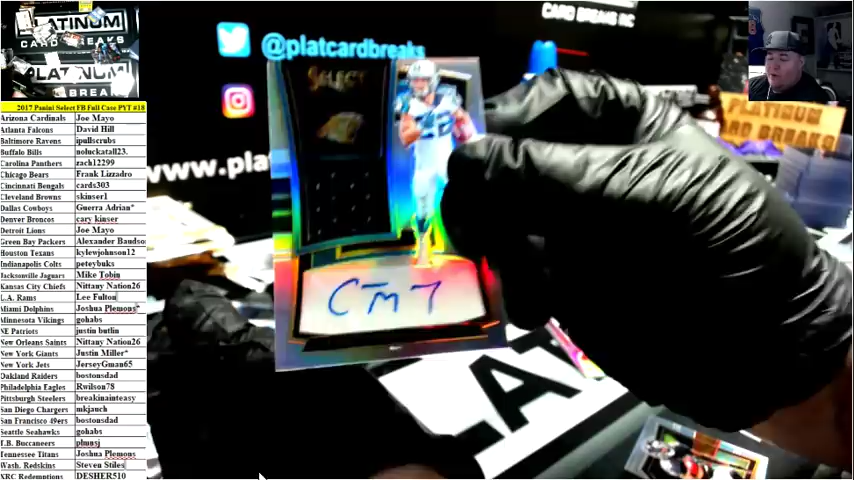 PLATINUM
CARD BREAKS
PLATINUM
CARD BREAKS NC
@platcardbreaks
SELECT
www.pla
PLATINUM
CARD BREAKS
22
2017 Panini Select FB Full Case PYT #18
Arizona Cardinals Joe Mayo
Atlanta Falcons David Hill
Baltimore Ravens ipullscrubs
Buffalo Bills noluckatall23.
Carolina Panthers rach12299
Chicago Bears Frank Lizzadro
Cincinnati Bengals cards303
Cleveland Browns skinser1
Dallas Cowboys Guerra Adrian*
Denver Broncos cary kinser
Detroit Lions Joe Mayo
Green Bay Packers Alexander Baudso
Houston Texans kylewjohnson12
Indianapolis Colts peteybuks
Jacksonville Jaguars Mike Tobin
Kansas City Chiefs Nittany Nation26
L.A. Rams Lee Fulton
Miami Dolphins Joshua Plemons*
Minnesota Vikings gohabs
NE Patriots justin butlin
New Orleans Saints Nittany Nation26
New York Giants Justin Miller*
New York Jets JerseyGman65
Oakland Raiders bostonsdad
Philadelphia Eagles Rwilson78
Pittsburgh Steelers breakinainteasy
San Diego Chargers mkjauch
San Francisco 49ers bostonsdad
Seattle Seahawks gohabs
T.B. Buccaneers phunsj
Tennessee Titans Joshua Plemons
Wash. Redskins Steven Stiles
XRC Redemptions DESHER510